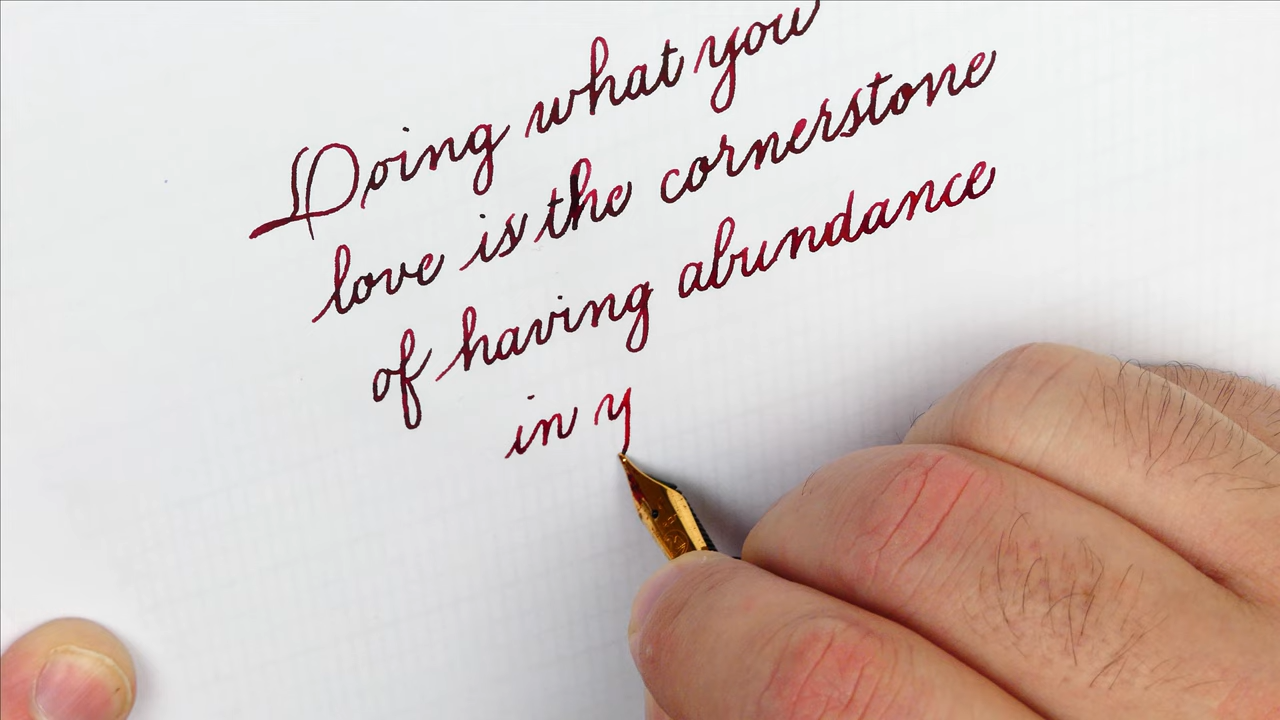 Doing what you
love is the cornerstone
of having abundance
in y